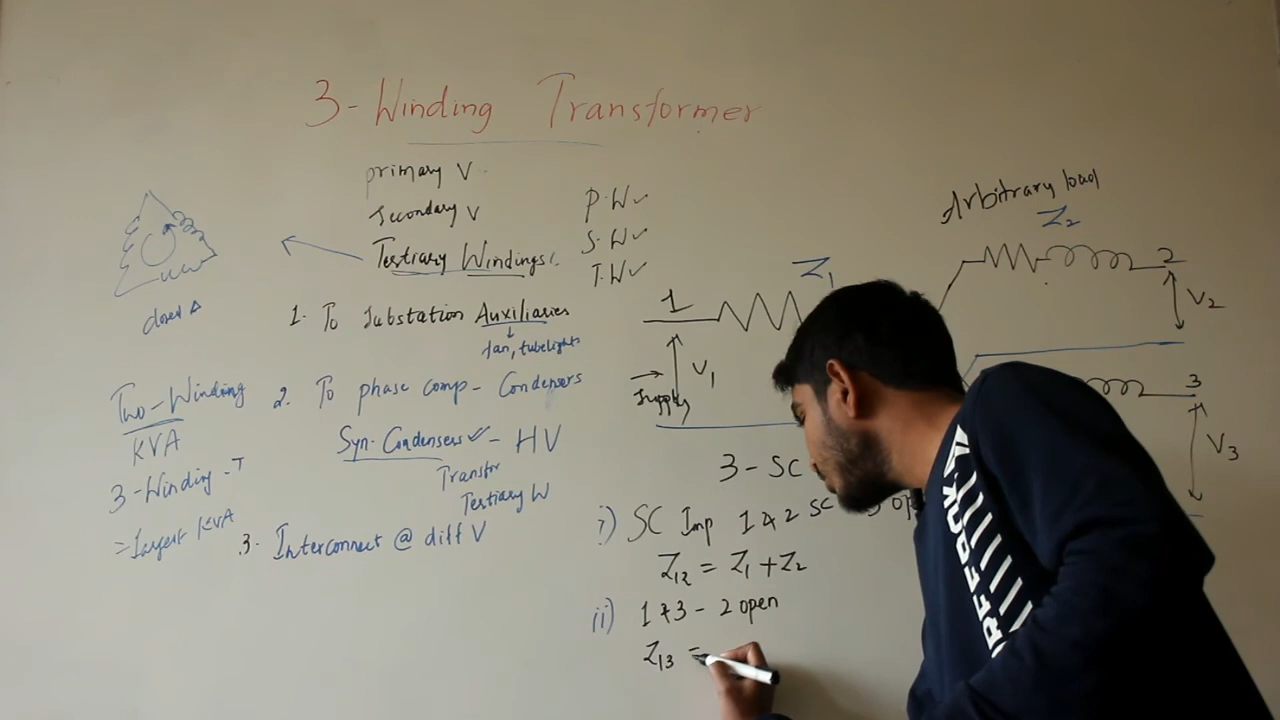 3-Winding Transformer
primary V
Secondary V
Tertiary Windings
P.W ✓
S.W ✓
T.W ✓
closed Δ
1. To Substation Auxiliaries
↓
fan, tubelights
Two-Winding
KVA
3-Winding-T
= Largest KVA
2. To phase comp - Condensers
Syn. Condensers ✓ - HV
Transfor
Tertiary W
3. Interconnect @ diff V
Arbitrary load
Z2
2
V2
Z1
1
V1
Supply
3
V3
3-SC
i) SC Imp 1 & 2 SC 3 op
Z12 = Z1 + Z2
ii) 1 & 3 - 2 open
Z13 =